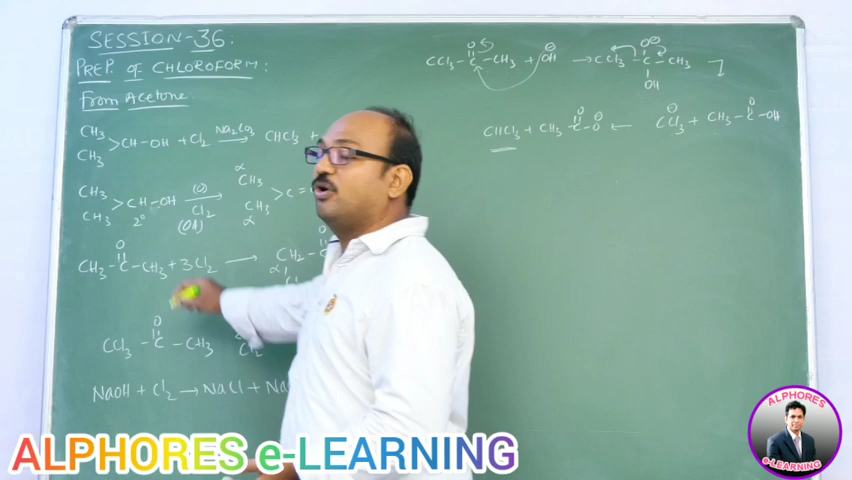 SESSION-36:
PREP. OF CHLOROFORM:
From Acetone
CH3
>CH-OH + Cl2 —Na2CO3→ CHCl3 +
CH3
CH3 α CH3
>CH-OH —(O)→ >C =
CH3 2° Cl2 CH3
(OA) α
O
CH3-C-CH3 + 3Cl2 → CH2-C
α
O
CCl3 - C - CH3
Cl2
NaOH + Cl2 → NaCl + Na
O
CCl3 - C - CH3 + OH⊖ → CCl3 - C - CH3
O⊖
OH
CHCl3 + CH3 - C - O⊖ ← CCl3⊖ + CH3 - C - OH
O O
ALPHORES e-LEARNING
ALPHORES
e-LEARNING